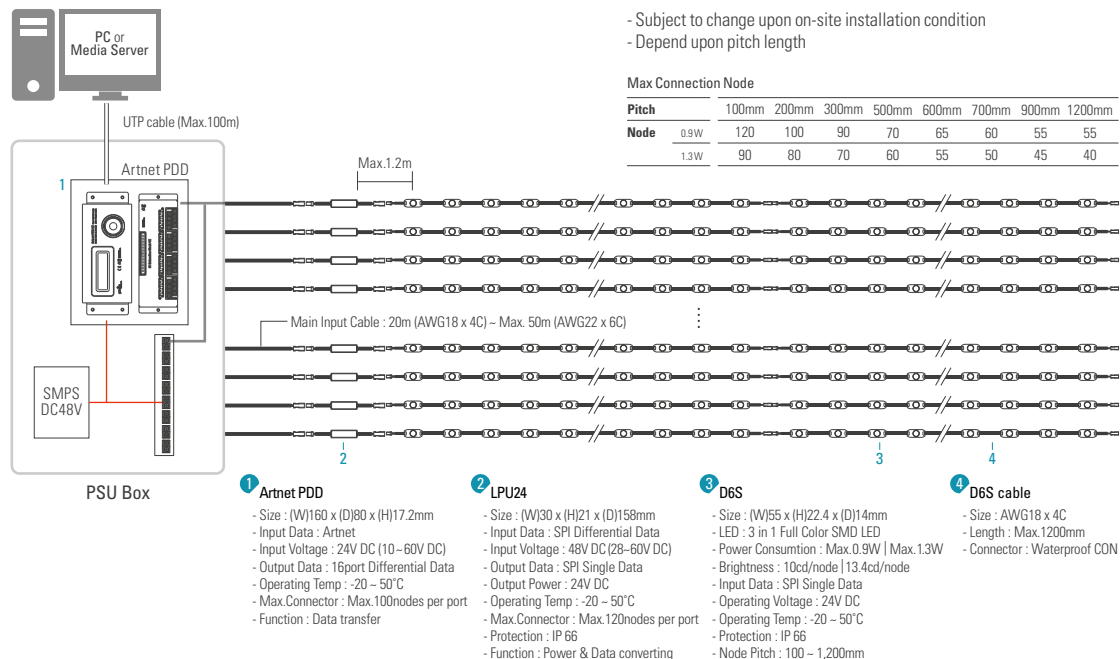 PC or
Media Server
UTP cable (Max.100m)
- Subject to change upon on-site installation condition
- Depend upon pitch length
Max Connection Node
Pitch 100mm 200mm 300mm 500mm 600mm 700mm 900mm 1200mm
Node 0.9W 120 100 90 70 65 60 55 55
1.3W 90 80 70 60 55 50 45 40
Artnet PDD
1
Max.1.2m
Main Input Cable : 20m (AWG18 x 4C) ~ Max. 50m (AWG22 x 6C)
SMPS
DC48V
PSU Box
2
3
4
1 Artnet PDD
- Size : (W)160 x (D)80 x (H)17.2mm
- Input Data : Artnet
- Input Voltage : 24V DC (10~60V DC)
- Output Data : 16port Differential Data
- Operating Temp : -20 ~ 50˚C
- Max.Connector : Max.100nodes per port
- Function : Data transfer
2 LPU24
- Size : (W)30 x (H)21 x (D)158mm
- Input Data : SPI Differential Data
- Input Voltage : 48V DC (28~60V DC)
- Output Data : SPI Single Data
- Output Power : 24V DC
- Operating Temp : -20 ~ 50˚C
- Max.Connector : Max.120nodes per port
- Protection : IP 66
- Function : Power & Data converting
3 D6S
- Size : (W)55 x (H)22.4 x (D)14mm
- LED : 3 in 1 Full Color SMD LED
- Power Consumtion : Max.0.9W | Max.1.3W
- Brightness : 10cd/node | 13.4cd/node
- Input Data : SPI Single Data
- Operating Voltage : 24V DC
- Operating Temp : -20 ~ 50˚C
- Protection : IP 66
- Node Pitch : 100 ~ 1,200mm
4 D6S cable
- Size : AWG18 x 4C
- Length : Max.1200mm
- Connector : Waterproof CON